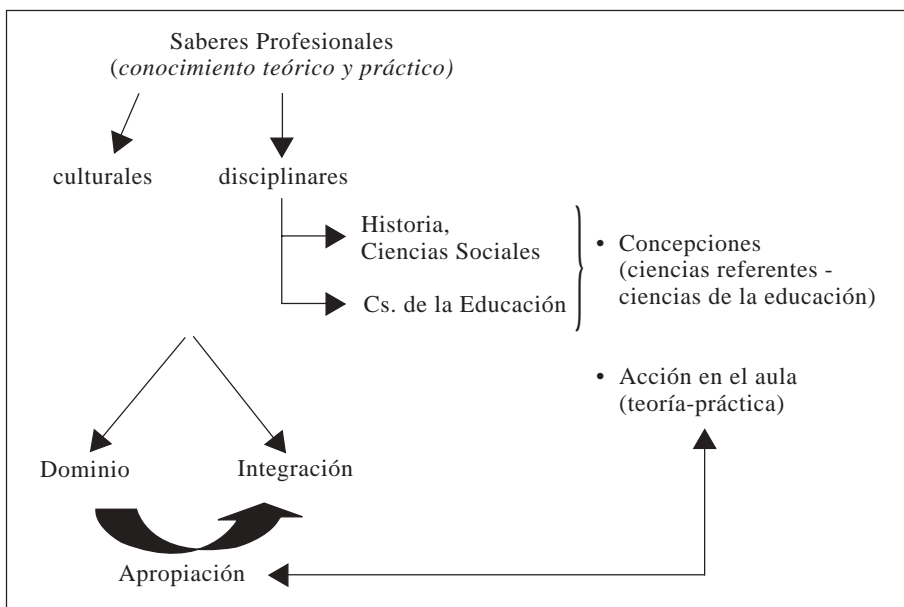 Saberes Profesionales
(conocimiento teórico y práctico)
culturales
disciplinares
Historia,
Ciencias Sociales
Cs. de la Educación
• Concepciones
(ciencias referentes -
ciencias de la educación)
• Acción en el aula
(teoría-práctica)
Dominio
Integración
Apropiación